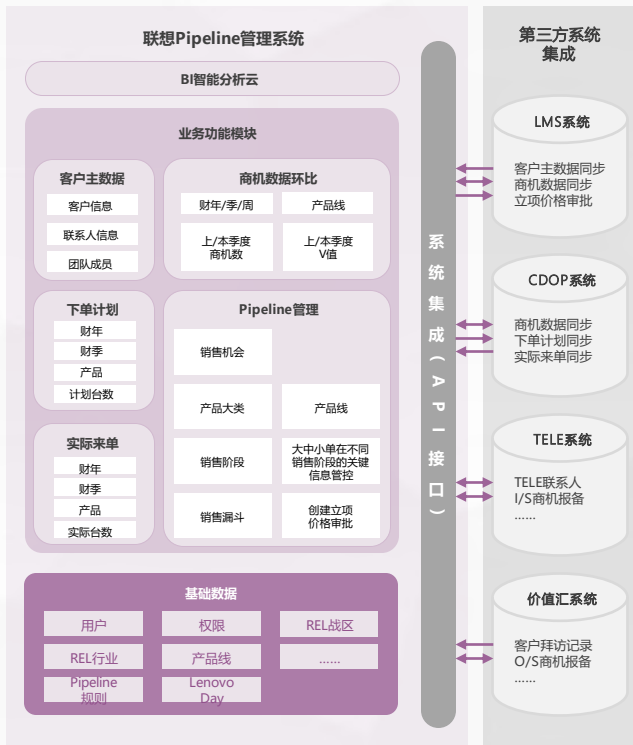 联想Pipeline管理系统
BI智能分析云
业务功能模块
客户主数据
客户信息
联系人信息
团队成员
商机数据环比
财年/季/周
产品线
上/本季度
商机数
上/本季度
V值
下单计划
财年
财季
产品
计划台数
Pipeline管理
销售机会
产品大类
产品线
销售阶段
大中小单在不同
销售阶段的关键
信息管控
销售漏斗
创建立项
价格审批
实际来单
财年
财季
产品
实际台数
基础数据
用户
权限
REL战区
REL行业
产品线
……
Pipeline
规则
Lenovo
Day
系统集成(API接口)
第三方系统
集成
LMS系统
客户主数据同步
商机数据同步
立项价格审批
CDOP系统
商机数据同步
下单计划同步
实际来单同步
TELE系统
TELE联系人
I/S商机报备
……
价值汇系统
客户拜访记录
O/S商机报备
……